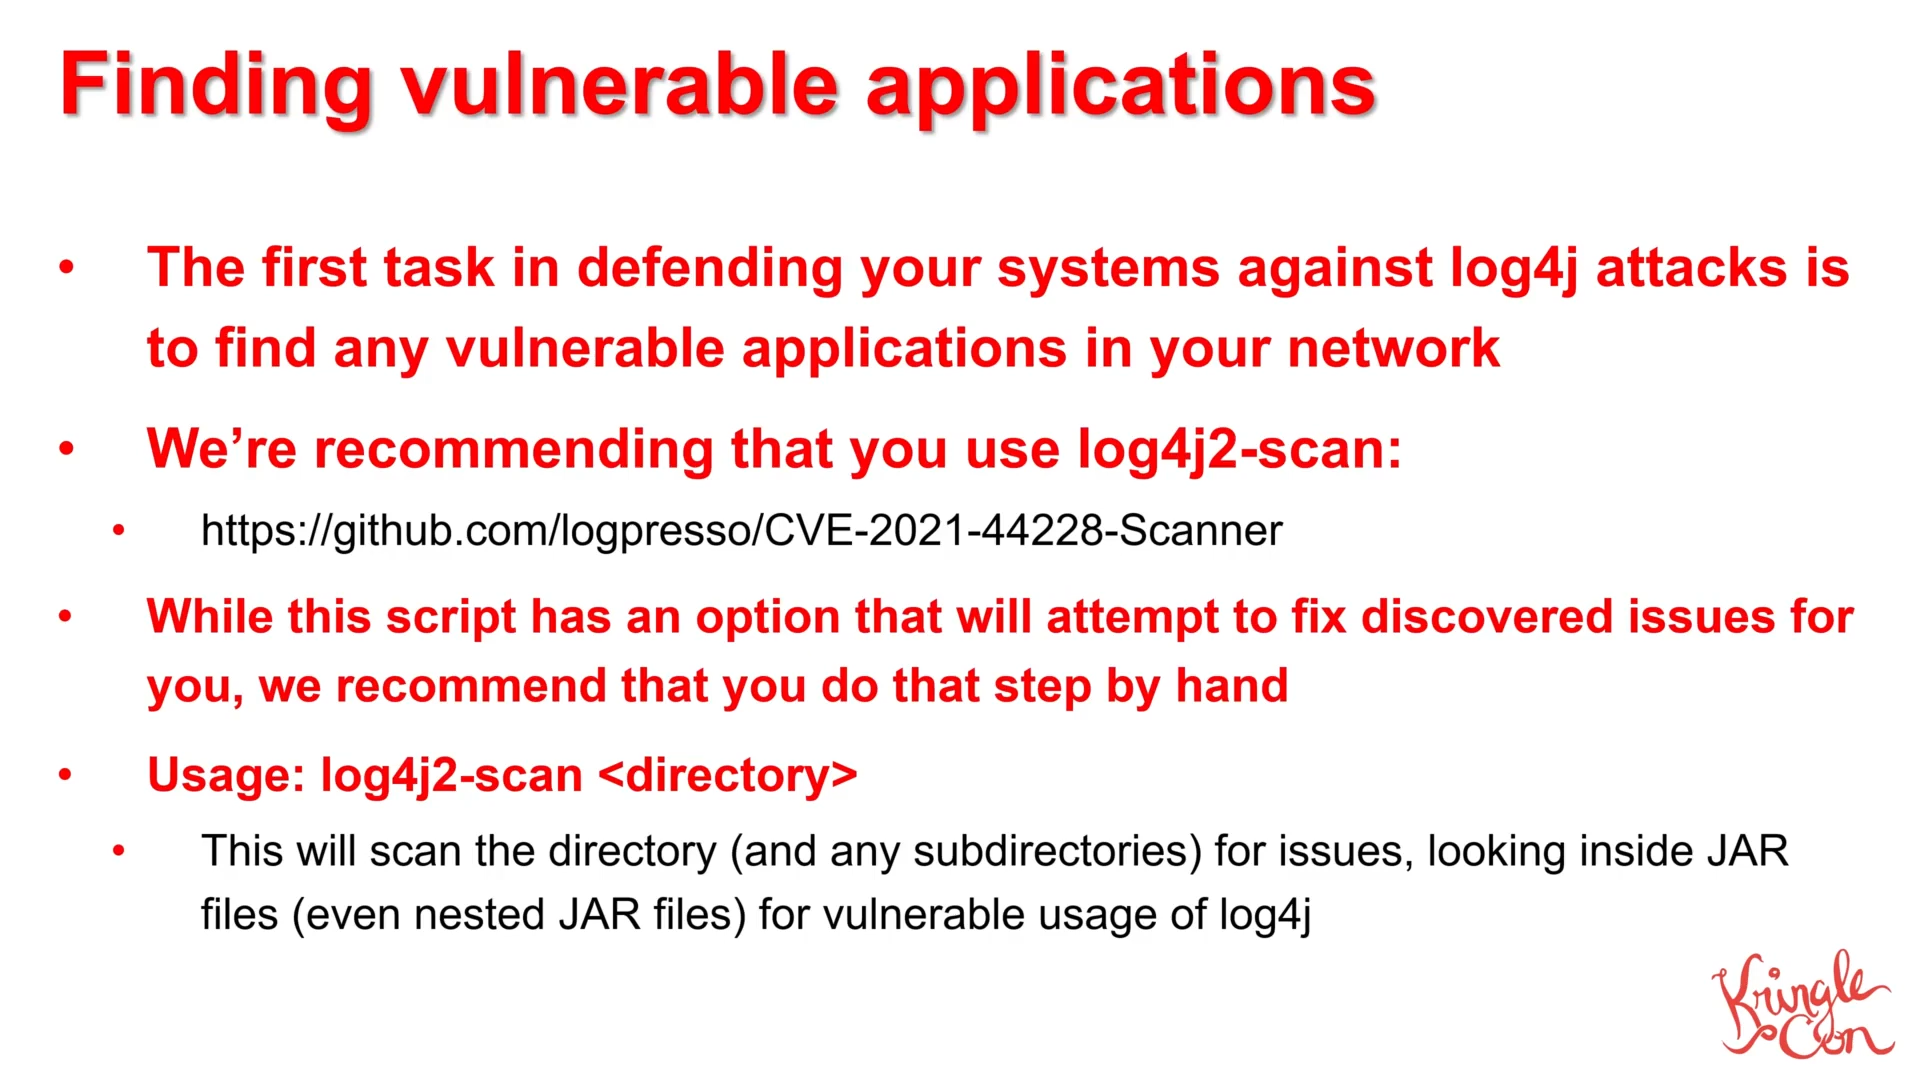 Finding vulnerable applications
• The first task in defending your systems against log4j attacks is
to find any vulnerable applications in your network
• We’re recommending that you use log4j2-scan:
• https://github.com/logpresso/CVE-2021-44228-Scanner
• While this script has an option that will attempt to fix discovered issues for
you, we recommend that you do that step by hand
• Usage: log4j2-scan <directory>
• This will scan the directory (and any subdirectories) for issues, looking inside JAR
files (even nested JAR files) for vulnerable usage of log4j
Kringle
Con